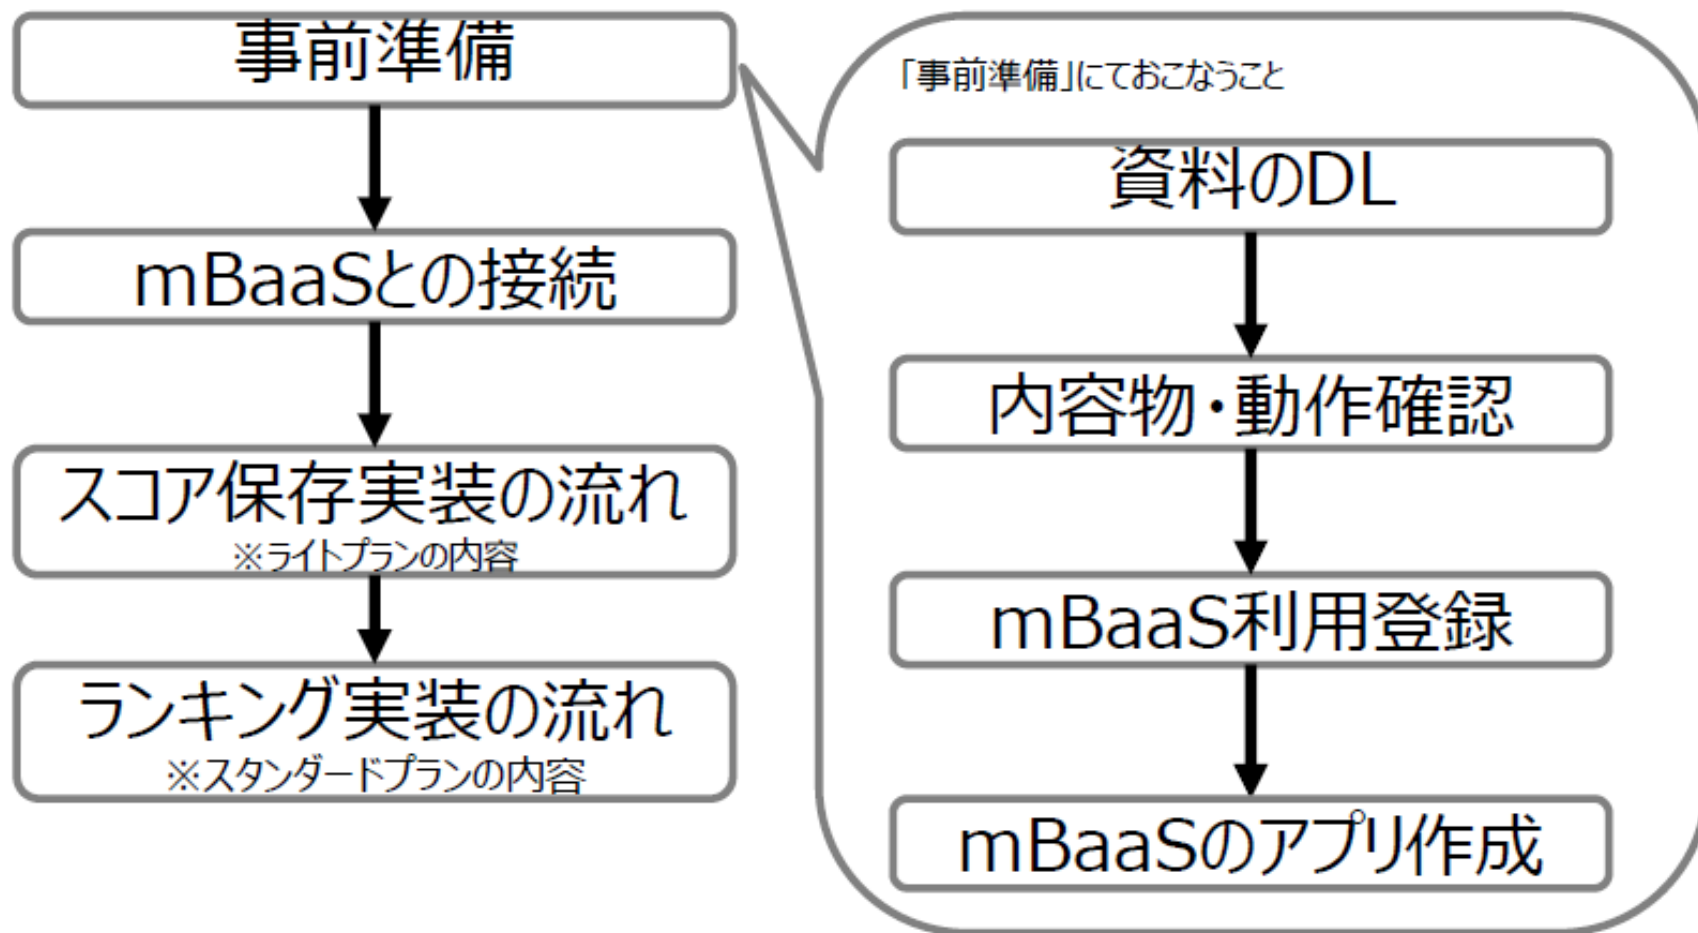 事前準備
mBaaSとの接続
スコア保存実装の流れ
※ライトプランの内容
ランキング実装の流れ
※スタンダードプランの内容
「事前準備」にておこなうこと
資料のDL
内容物・動作確認
mBaaS利用登録
mBaaSのアプリ作成